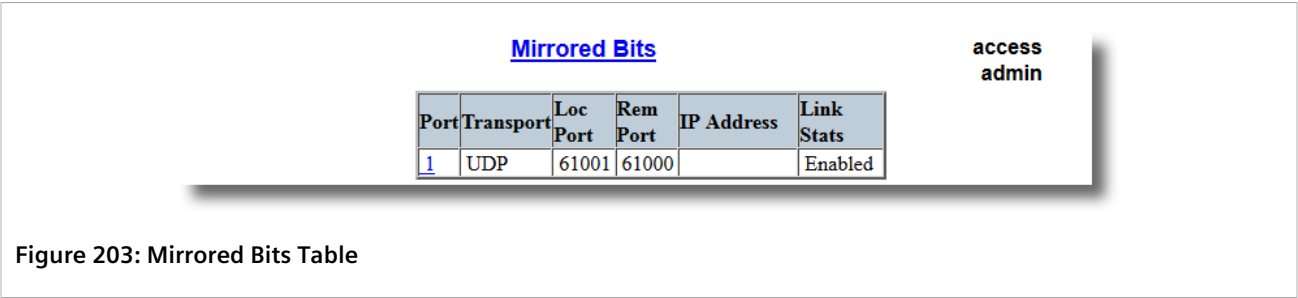 Mirrored Bits
access
admin
Port Transport Loc Port Rem Port IP Address Link Stats
1 UDP 61001 61000 Enabled
Figure 203: Mirrored Bits Table